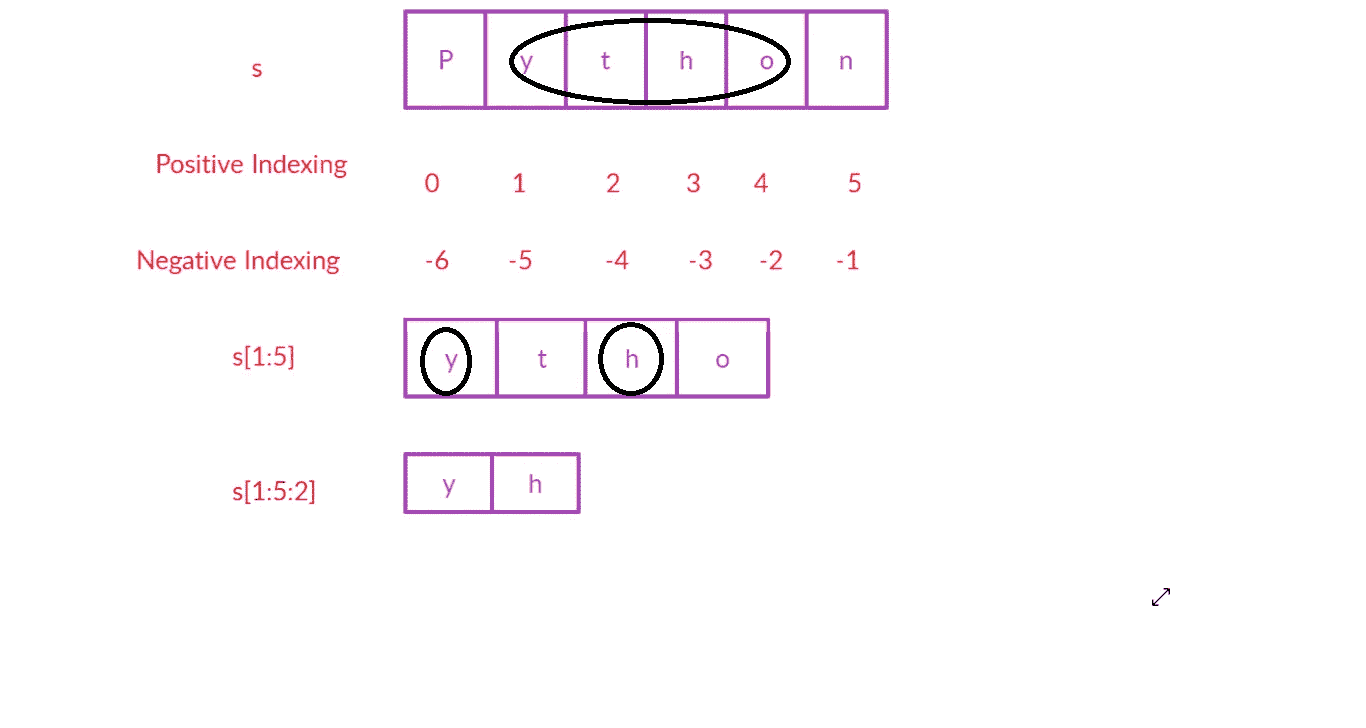 s P y t h o n
Positive Indexing 0 1 2 3 4 5
Negative Indexing -6 -5 -4 -3 -2 -1
s[1:5] y t h o
s[1:5:2] y h